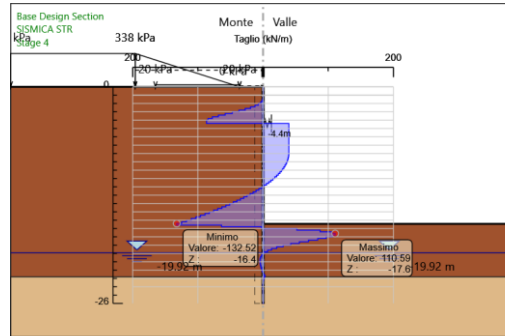 Base Design Section
SISMICA STR
Stage 4
Monte Valle
kPa 338 kPa
Taglio (kN/m)
200 200
20 kPa 20 kPa
0
-4.4m
Minimo
Valore: -132.52
Z : -16.4
Massimo
Valore: 110.59
Z : -17.6
-19.92 m
19.92 m
-26